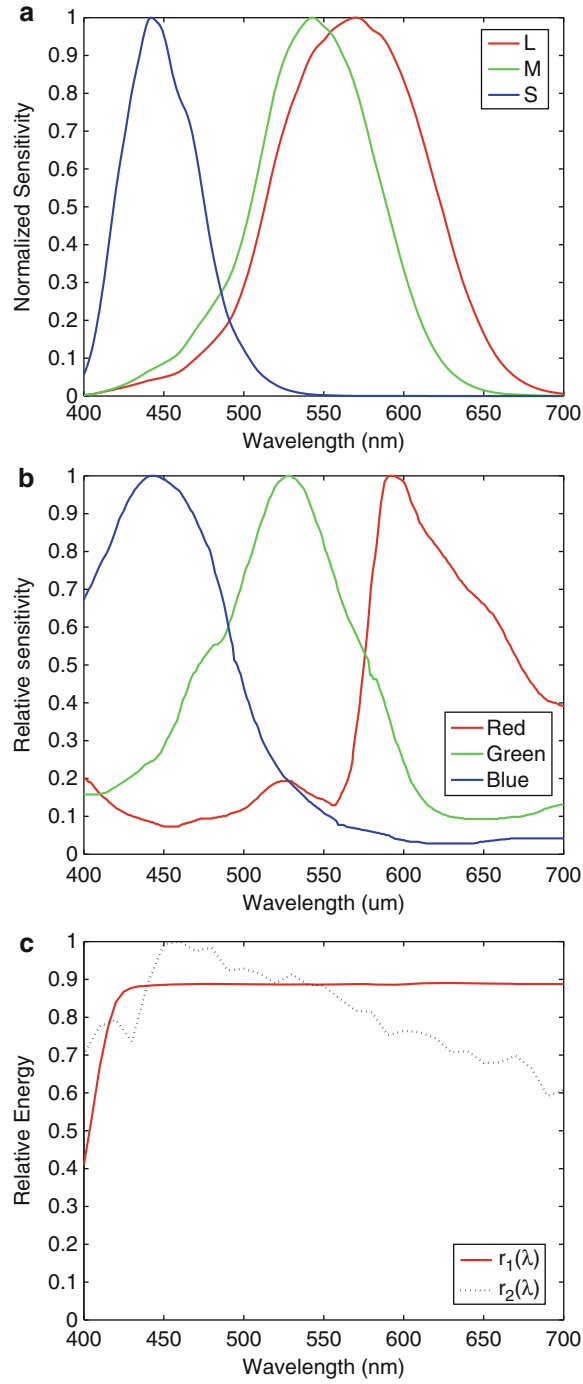 a
1
0.9
0.8
0.7
0.6
0.5
0.4
0.3
0.2
0.1
0
Normalized Sensitivity
L
M
S
400 450 500 550 600 650 700
Wavelength (nm)
b
1
0.9
0.8
0.7
0.6
0.5
0.4
0.3
0.2
0.1
0
Relative sensitivity
Red
Green
Blue
400 450 500 550 600 650 700
Wavelength (um)
c
1
0.9
0.8
0.7
0.6
0.5
0.4
0.3
0.2
0.1
0
Relative Energy
r₁(λ)
r₂(λ)
400 450 500 550 600 650 700
Wavelength (nm)